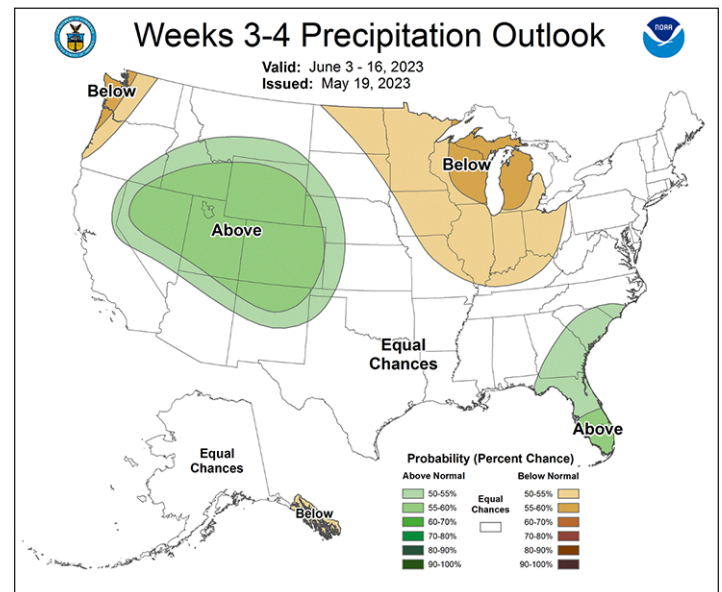 Weeks 3-4 Precipitation Outlook
NOAA
Valid: June 3 - 16, 2023
Issued: May 19, 2023
Below
Below
Above
Equal
Chances
Above
Equal
Chances
Below
Probability (Percent Chance)
Above Normal
Below Normal
50-55%
55-60%
60-70%
70-80%
80-90%
90-100%
Equal
Chances
50-55%
55-60%
60-70%
70-80%
80-90%
90-100%